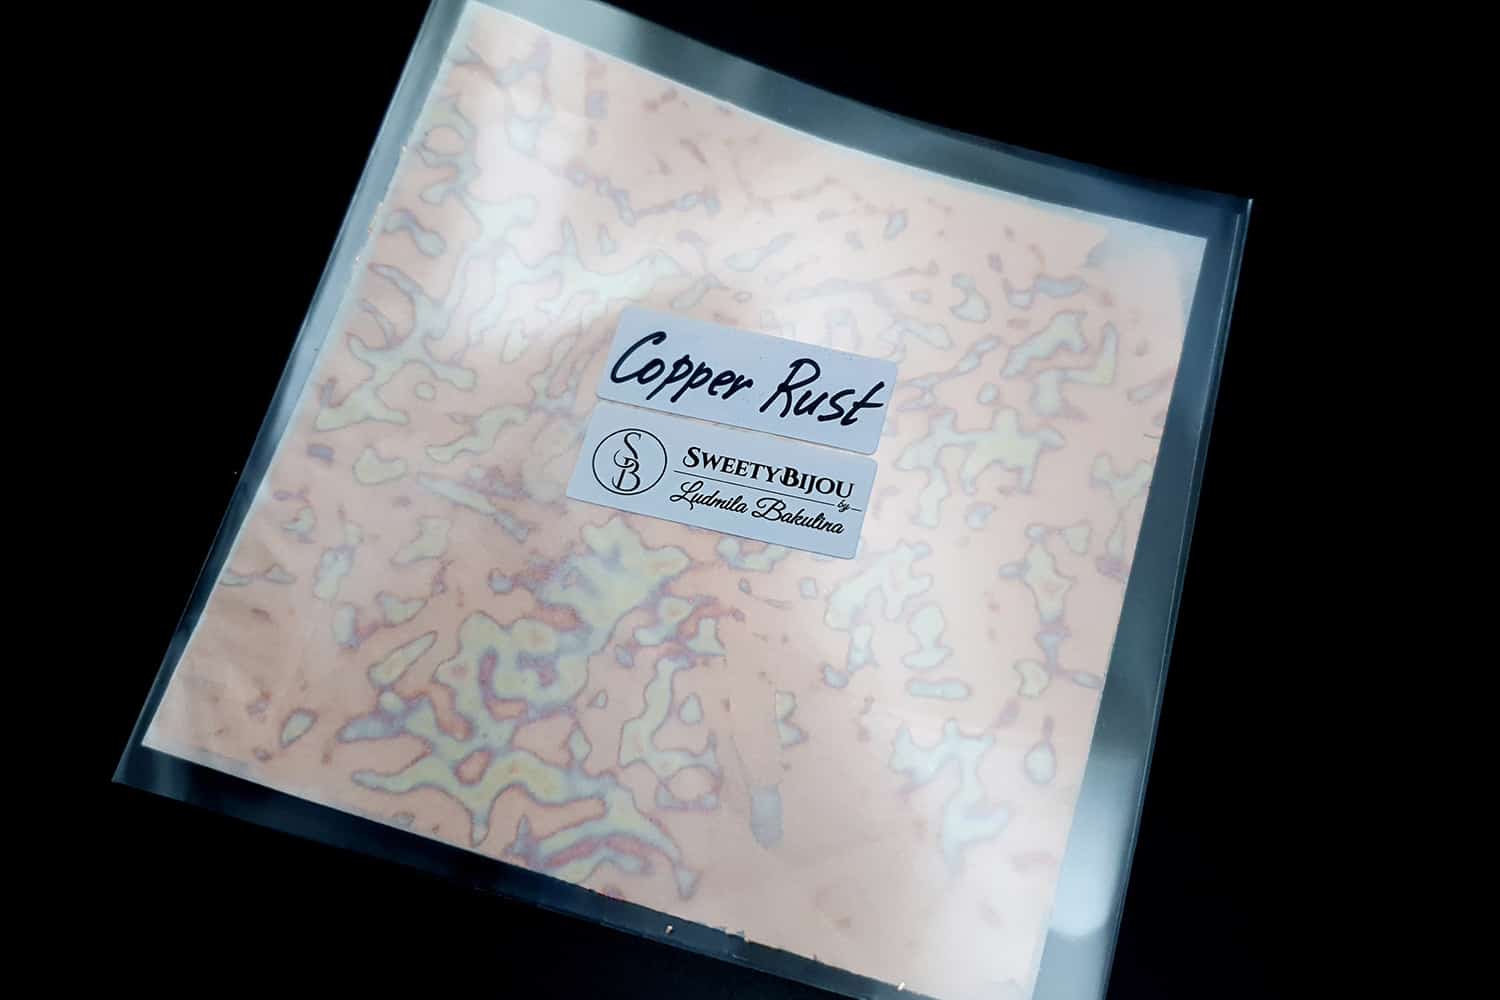 Copper Rust
SB
SweetyBijou
by
Ludmila Bakulina